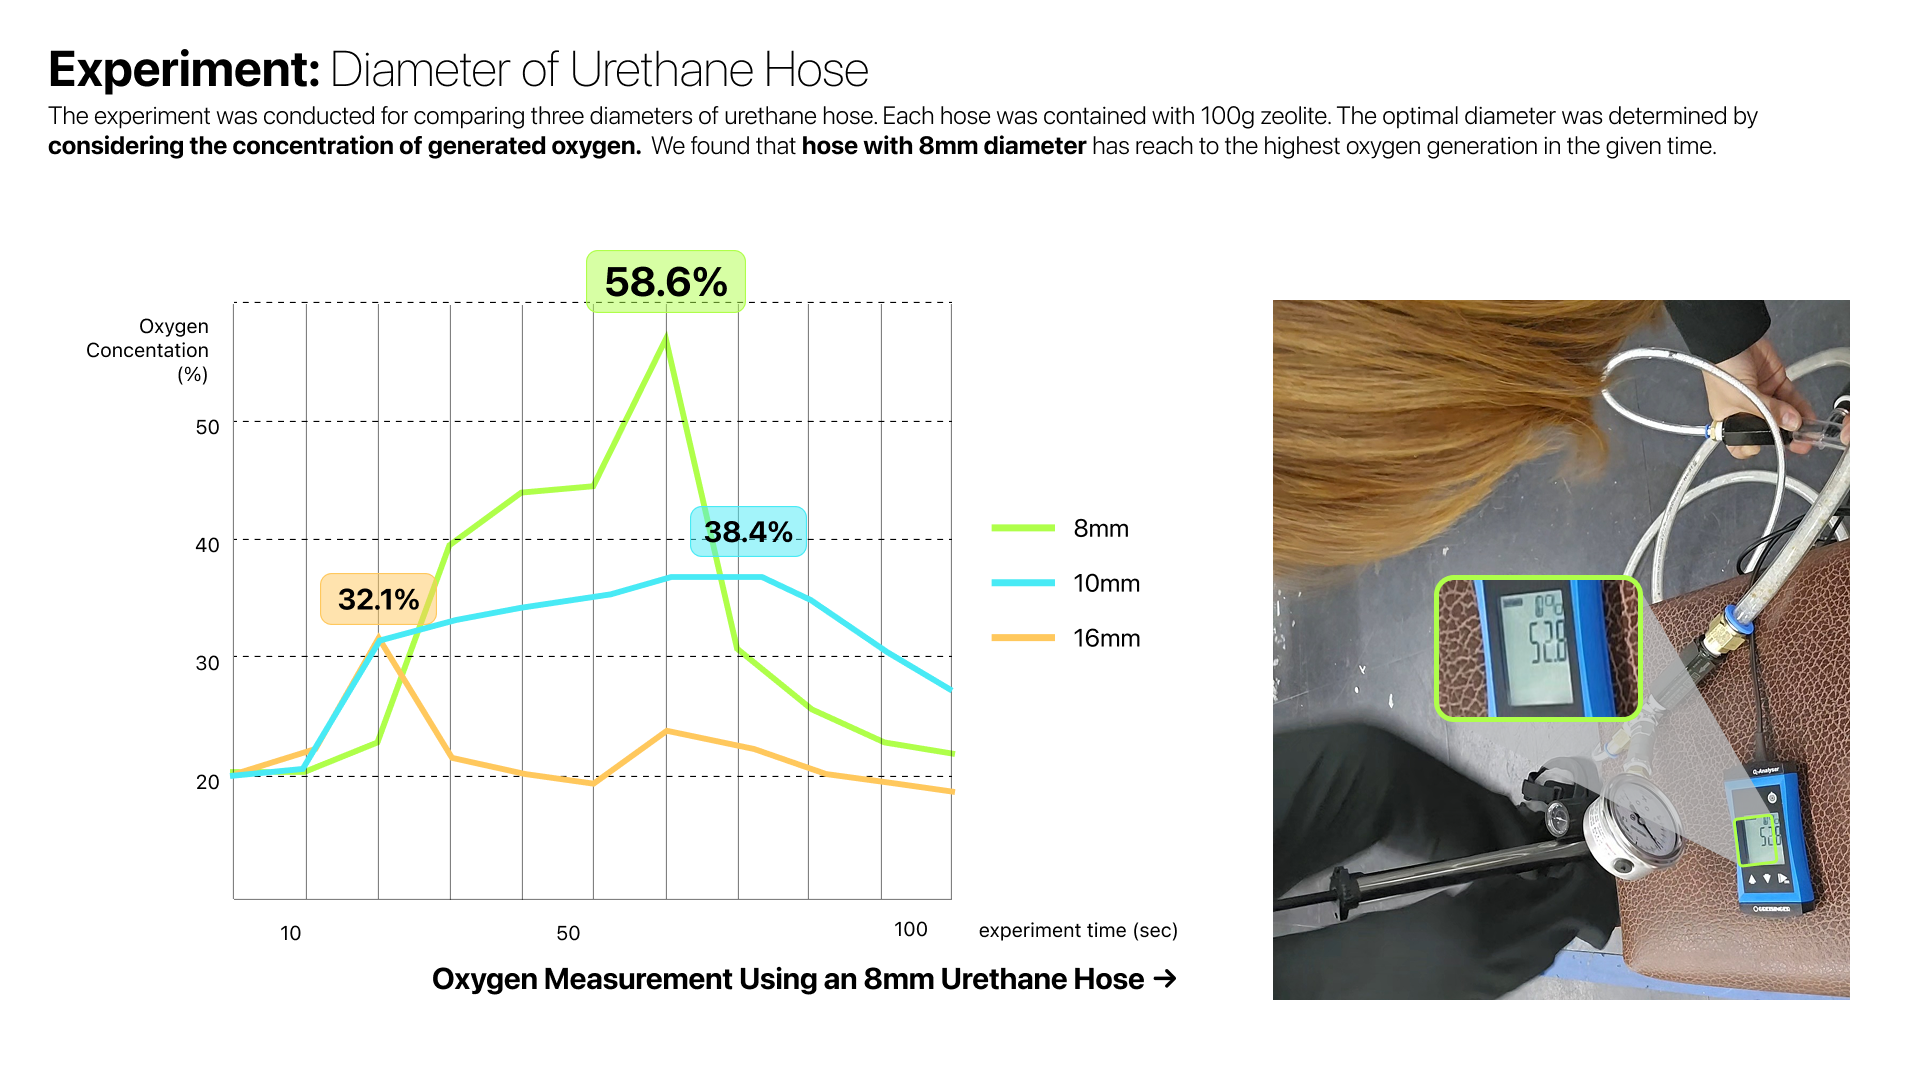 Experiment: Diameter of Urethane Hose
The experiment was conducted for comparing three diameters of urethane hose. Each hose was contained with 100g zeolite. The optimal diameter was determined by
considering the concentration of generated oxygen. We found that hose with 8mm diameter has reach to the highest oxygen generation in the given time.
58.6%
Oxygen
Concentation
(%)
50
40
30
20
38.4%
32.1%
8mm
10mm
16mm
10
50
100
experiment time (sec)
Oxygen Measurement Using an 8mm Urethane Hose →
52.8
O₂-Analyser
52.8
GREISINGER